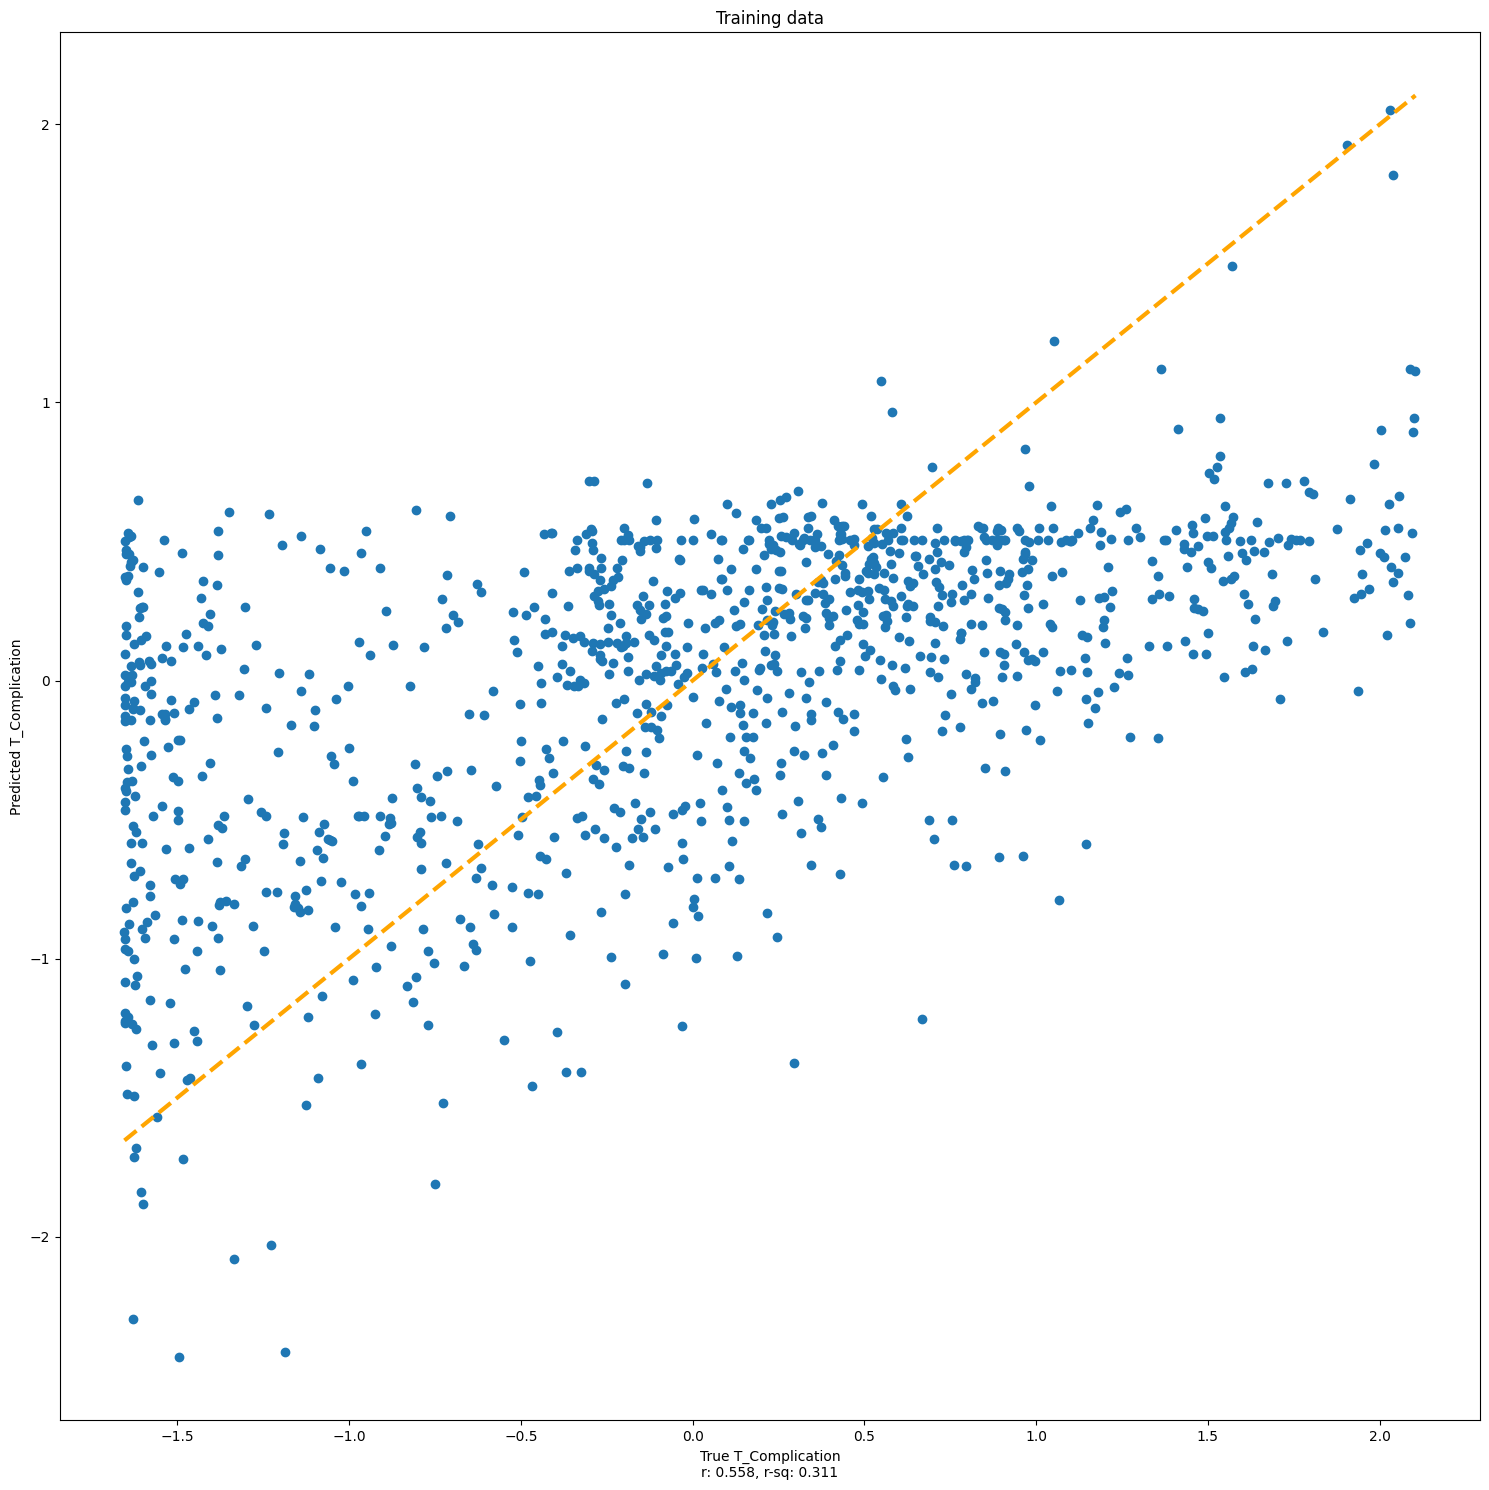 Training data
2
1
0
−1
−2
Predicted T_Complication
−1.5 −1.0 −0.5 0.0 0.5 1.0 1.5 2.0
True T_Complication
r: 0.558, r-sq: 0.311